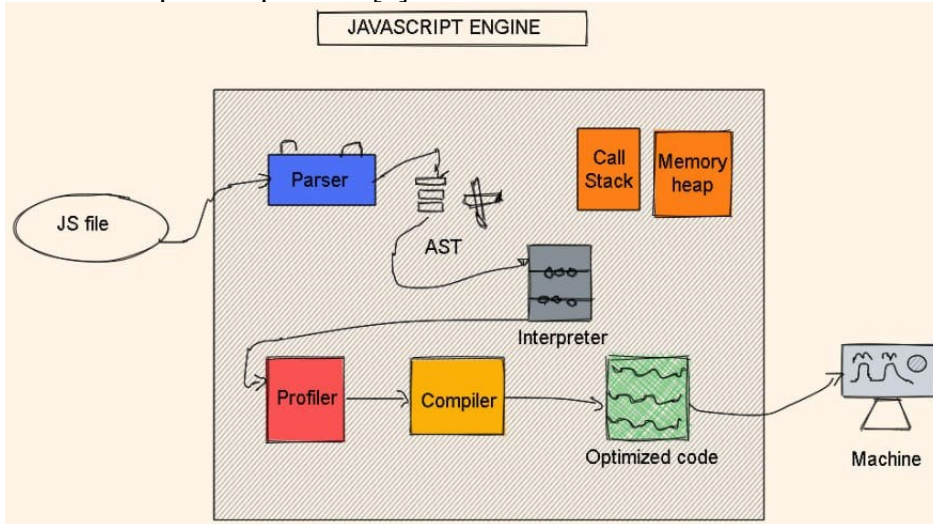 JAVASCRIPT ENGINE
JS file
Parser
AST
Call
Stack
Memory
heap
Interpreter
Profiler
Compiler
Optimized code
Machine